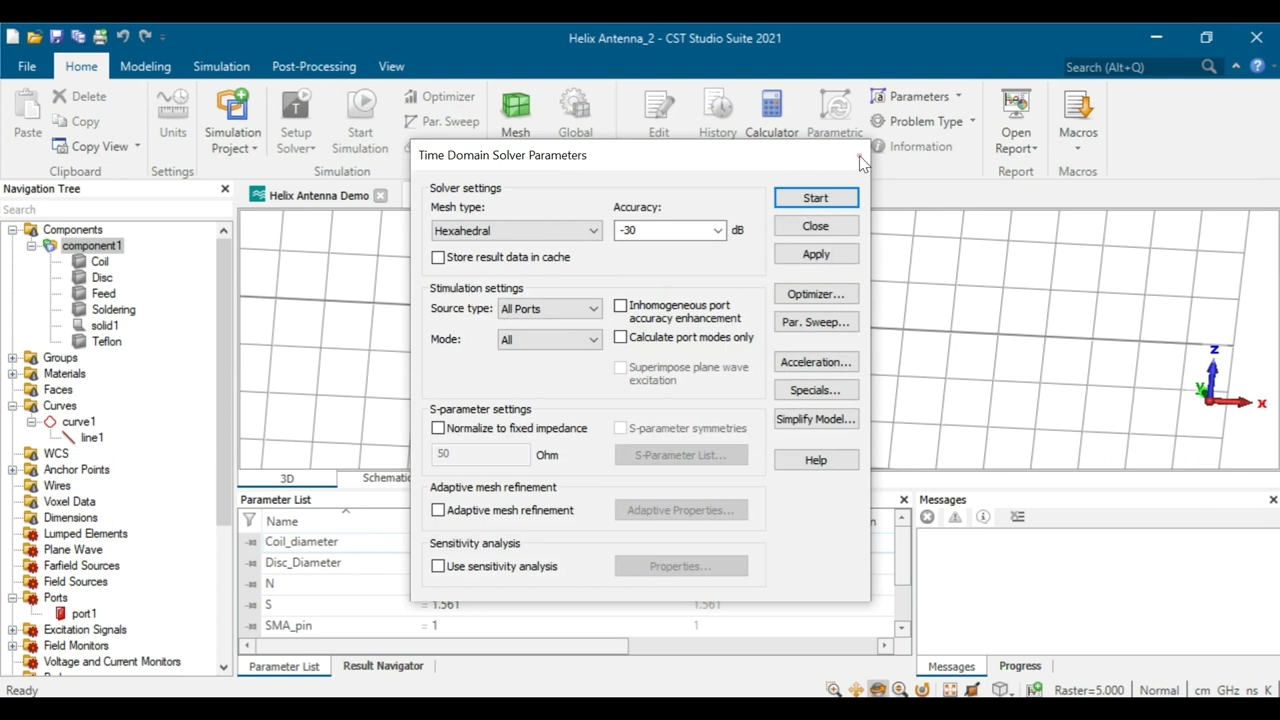 Helix Antenna_2 - CST Studio Suite 2021
File Home Modeling Simulation Post-Processing View Search (Alt+Q)
Paste
Delete
Copy
Copy View
Clipboard
Units
Settings
Simulation Project
Setup Solver
Start Simulation
Optimizer
Par. Sweep
Simulation
Mesh
Global
Edit
History
Calculator
Parametric
Parameters
Problem Type
Information
Open Report
Report
Macros
Macros
Navigation Tree
Search
Components
component1
Coil
Disc
Feed
Soldering
solid1
Teflon
Groups
Materials
Faces
Curves
curve1
line1
WCS
Anchor Points
Wires
Voxel Data
Dimensions
Lumped Elements
Plane Wave
Farfield Sources
Field Sources
Ports
port1
Excitation Signals
Field Monitors
Voltage and Current Monitors
Helix Antenna Demo
Time Domain Solver Parameters
Solver settings
Mesh type: Accuracy:
Hexahedral -30 dB
Store result data in cache
Stimulation settings
Source type: All Ports
Mode: All
Inhomogeneous port
accuracy enhancement
Calculate port modes only
Superimpose plane wave
excitation
S-parameter settings
Normalize to fixed impedance
50 Ohm
S-parameter symmetries
S-Parameter List...
Adaptive mesh refinement
Adaptive mesh refinement Adaptive Properties...
Sensitivity analysis
Use sensitivity analysis Properties...
Start
Close
Apply
Optimizer...
Par. Sweep...
Acceleration...
Specials...
Simplify Model...
Help
z
y
x
3D
Parameter List
Name
Coil_diameter
Disc_Diameter
N
S = 1.561 1.561
SMA_pin = 1 1
Parameter List Result Navigator
Messages
Messages Progress
Ready
Raster=5.000 Normal cm GHz ns K